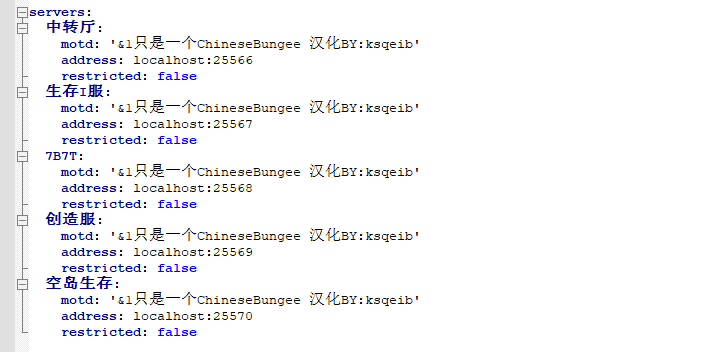 servers:
  中转厅:
    motd: '&1只是一个ChineseBungee 汉化BY:ksqeib'
    address: localhost:25566
    restricted: false
  生存I服:
    motd: '&1只是一个ChineseBungee 汉化BY:ksqeib'
    address: localhost:25567
    restricted: false
  7B7T:
    motd: '&1只是一个ChineseBungee 汉化BY:ksqeib'
    address: localhost:25568
    restricted: false
  创造服:
    motd: '&1只是一个ChineseBungee 汉化BY:ksqeib'
    address: localhost:25569
    restricted: false
  空岛生存:
    motd: '&1只是一个ChineseBungee 汉化BY:ksqeib'
    address: localhost:25570
    restricted: false